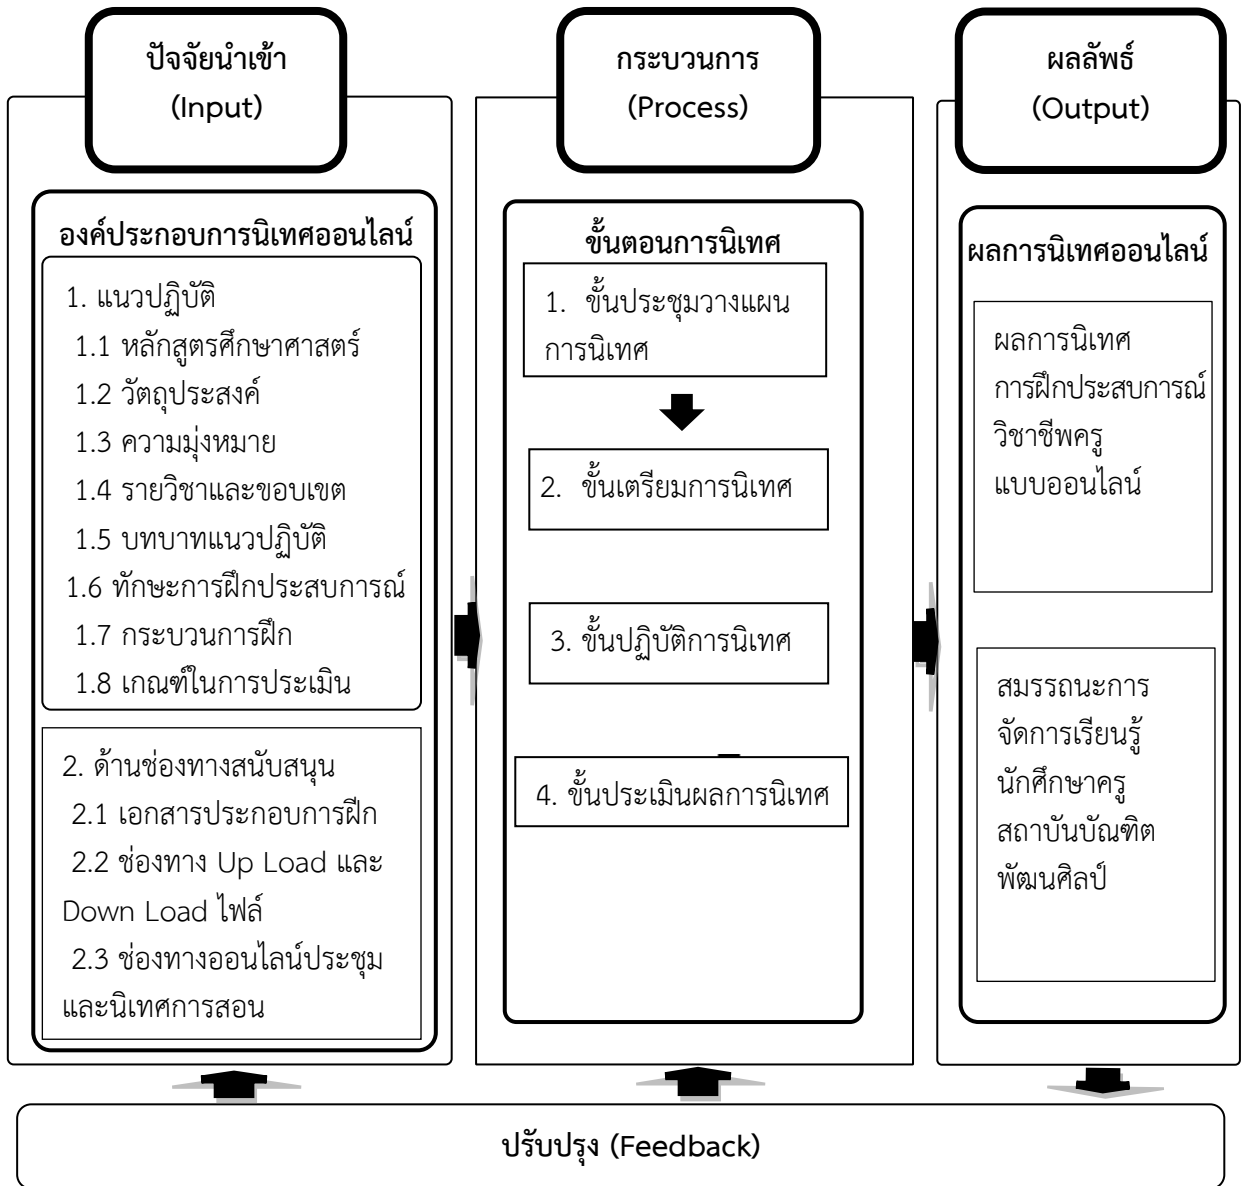 ปัจจัยนำเข้า
(Input)
องค์ประกอบการนิเทศออนไลน์
1. แนวปฏิบัติ
1.1 หลักสูตรศึกษาศาสตร์
1.2 วัตถุประสงค์
1.3 ความมุ่งหมาย
1.4 รายวิชาและขอบเขต
1.5 บทบาทแนวปฏิบัติ
1.6 ทักษะการฝึกประสบการณ์
1.7 กระบวนการฝึก
1.8 เกณฑ์ในการประเมิน
2. ด้านช่องทางสนับสนุน
2.1 เอกสารประกอบการฝึก
2.2 ช่องทาง Up Load และ
Down Load ไฟล์
2.3 ช่องทางออนไลน์ประชุม
และนิเทศการสอน
กระบวนการ
(Process)
ขั้นตอนการนิเทศ
1. ขั้นประชุมวางแผน
การนิเทศ
2. ขั้นเตรียมการนิเทศ
3. ขั้นปฏิบัติการนิเทศ
4. ขั้นประเมินผลการนิเทศ
ผลลัพธ์
(Output)
ผลการนิเทศออนไลน์
ผลการนิเทศ
การฝึกประสบการณ์
วิชาชีพครู
แบบออนไลน์
สมรรถนะการ
จัดการเรียนรู้
นักศึกษาครู
สถาบันบัณฑิต
พัฒนศิลป์
ปรับปรุง (Feedback)